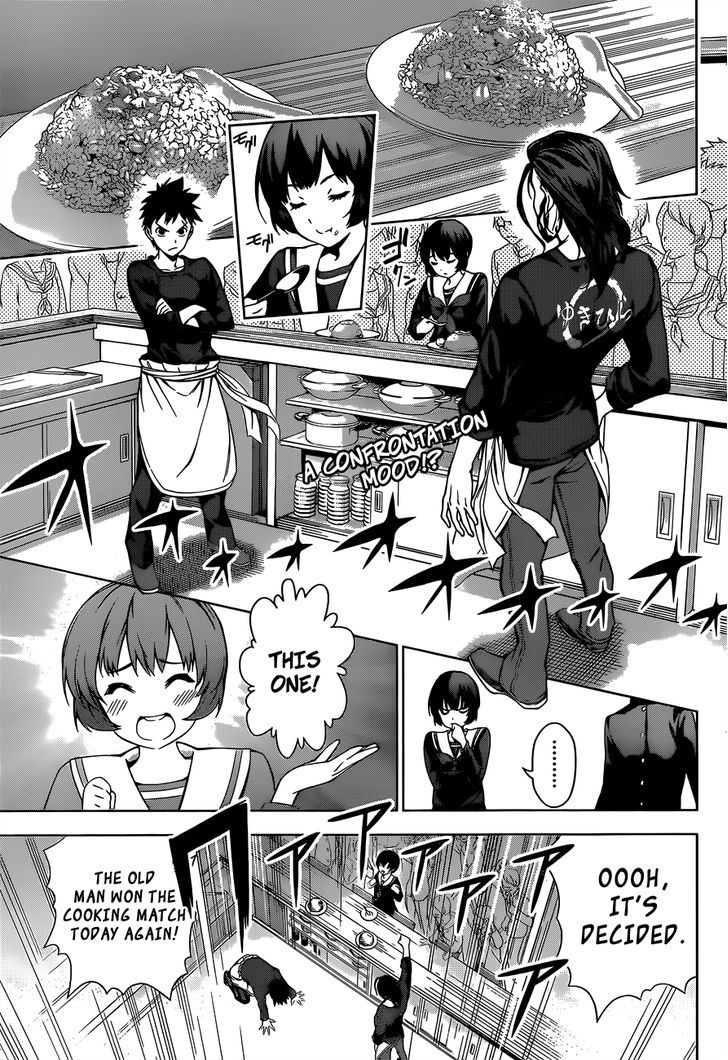 モグ
モグ
ゴ
クン
ゆきひら
A CONFRONTATION
MOOD!?
THIS
ONE!
OOOH,
IT'S
DECIDED.
THE OLD
MAN WON THE
COOKING MATCH
TODAY AGAIN!